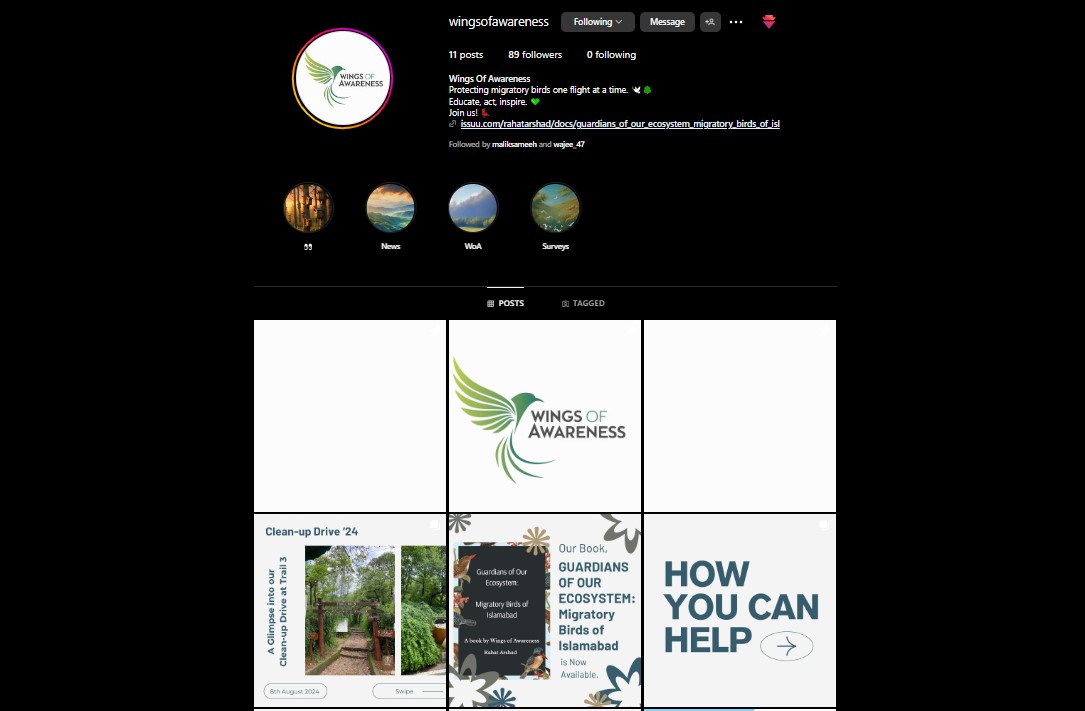 wingsofawareness Following Message
11 posts 89 followers 0 following
Wings Of Awareness
Protecting migratory birds one flight at a time. 🕊️🌳
Educate, act, inspire. 💚
Join us! 🦜
issuu.com/rahatarshad/docs/guardians_of_our_ecosystem_migratory_birds_of_isl
Followed by maliksameeh and wajee_47
WINGS OF
AWARENESS
👀 News WoA Surveys
POSTS TAGGED
WINGS OF
AWARENESS
Clean-up Drive '24
A Glimpse into our
Clean-up Drive at Trail 3
8th August 2024 Swipe
Guardians of Our
Ecosystem:
Migratory Birds of
Islamabad
A book by Wings of Awareness
Rahat Arshad
Our Book,
GUARDIANS
OF OUR
ECOSYSTEM:
Migratory
Birds of
Islamabad
is Now
Available.
HOW
YOU CAN
HELP